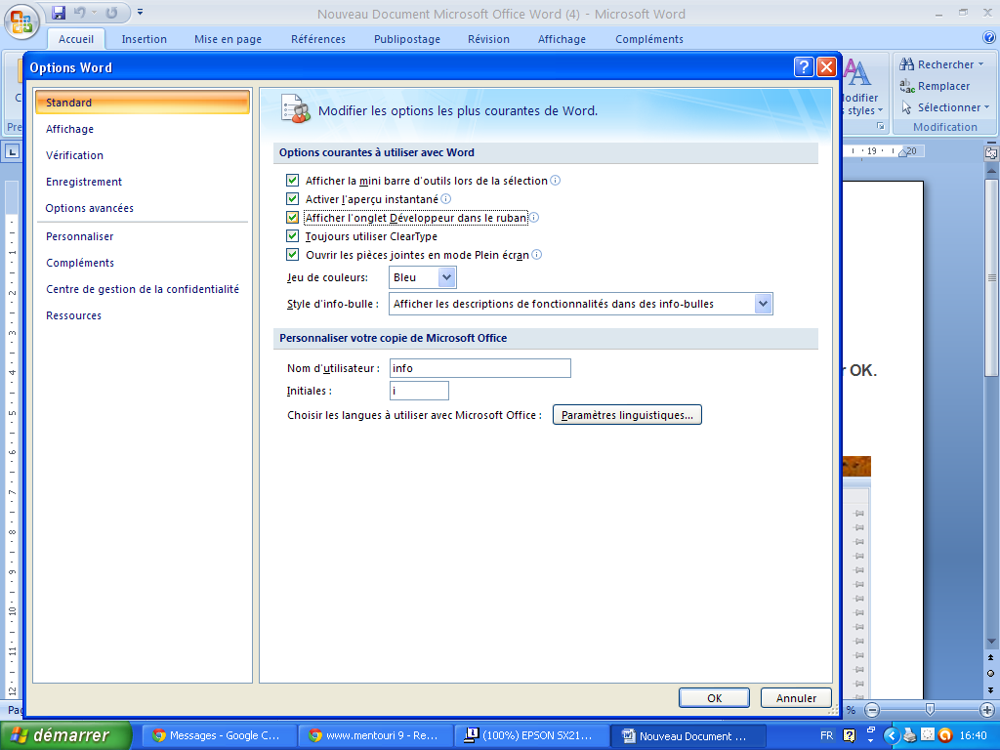 Nouveau Document Microsoft Office Word (4) - Microsoft Word
Accueil Insertion Mise en page Références Publipostage Révision Affichage Compléments
Options Word
Rechercher
Remplacer
Sélectionner
Modification
19 20
Standard
Affichage
Vérification
Enregistrement
Options avancées
Personnaliser
Compléments
Centre de gestion de la confidentialité
Ressources
Modifier les options les plus courantes de Word.
Options courantes à utiliser avec Word
Afficher la mini barre d'outils lors de la sélection
Activer l'aperçu instantané
Afficher l'onglet Développeur dans le ruban
Toujours utiliser ClearType
Ouvrir les pièces jointes en mode Plein écran
Jeu de couleurs: Bleu
Style d'info-bulle : Afficher les descriptions de fonctionnalités dans des info-bulles
Personnaliser votre copie de Microsoft Office
Nom d'utilisateur : info
Initiales : i
Choisir les langues à utiliser avec Microsoft Office : Paramètres linguistiques...
OK.
OK Annuler
%
démarrer Messages - Google C... www.mentouri 9 - Re... (100%) EPSON SX21... Nouveau Document ... FR 16:40